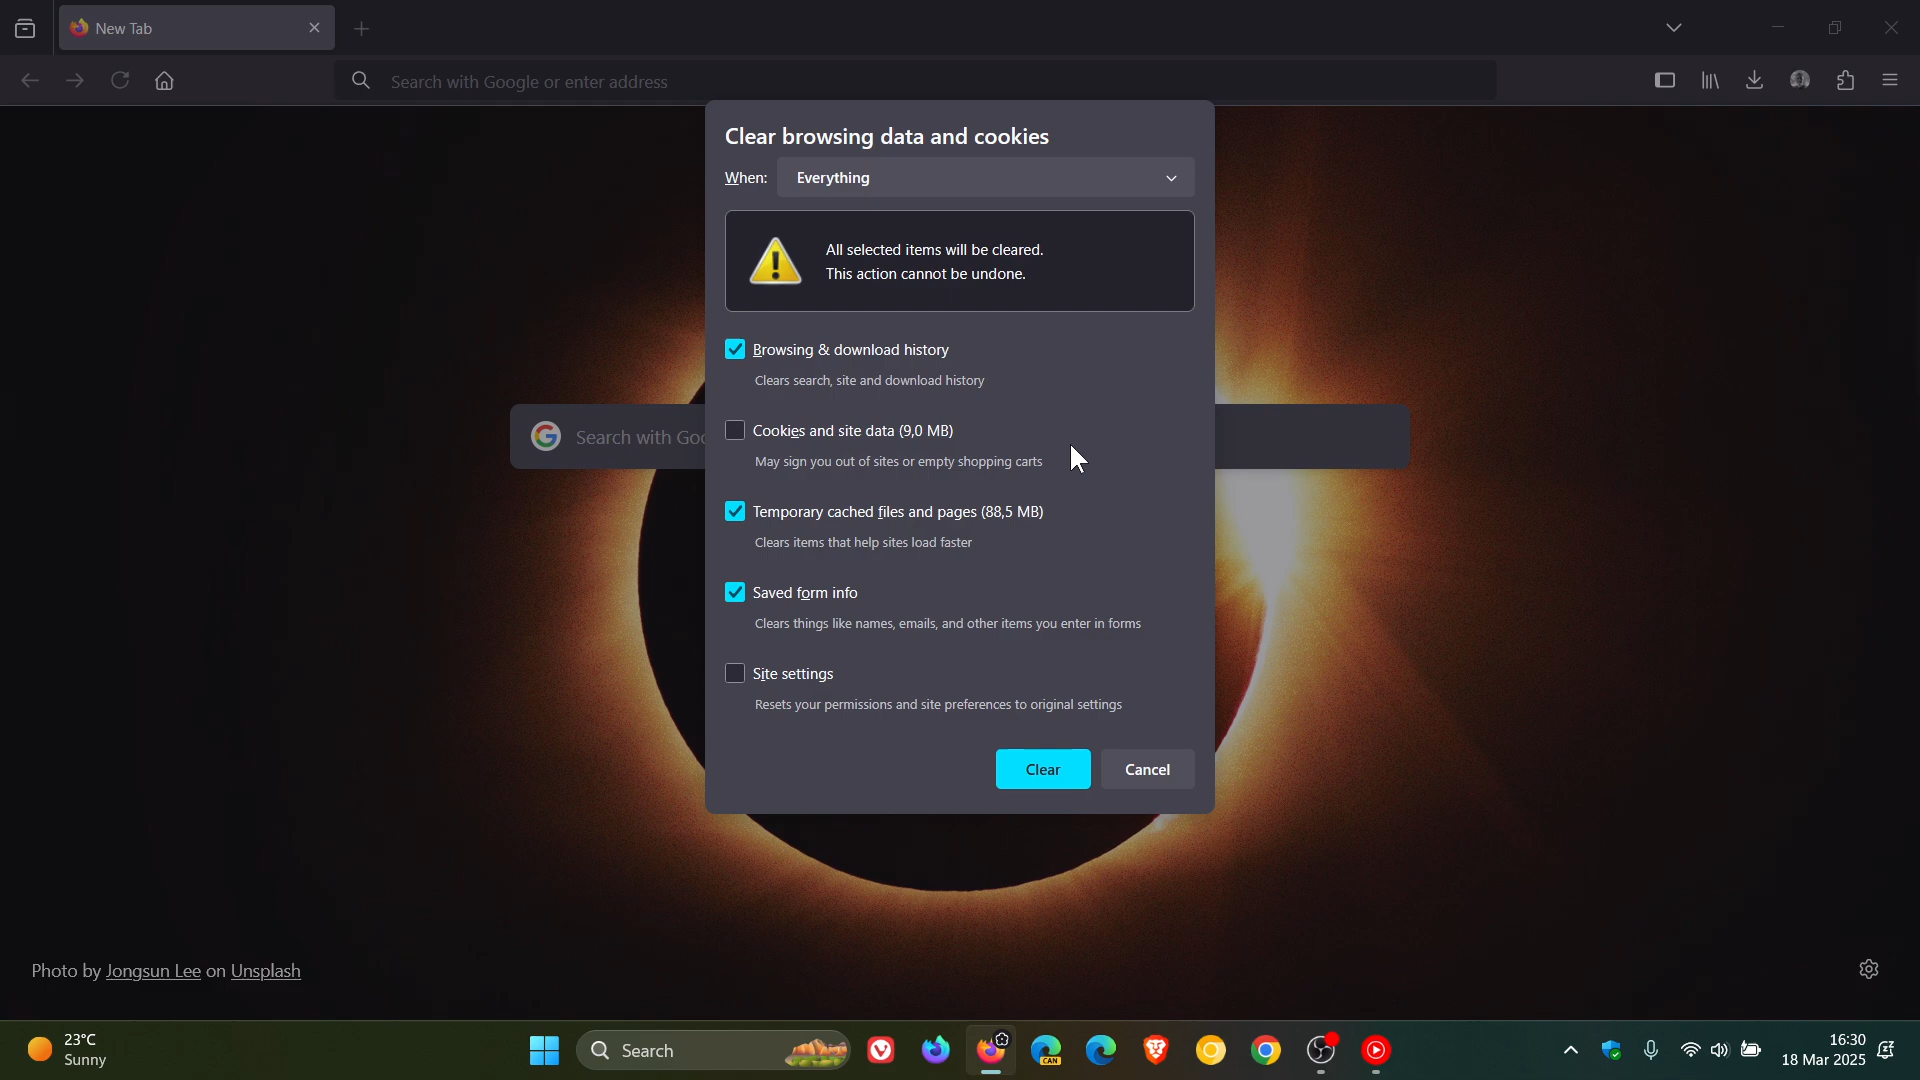 New Tab
Search with Google or enter address
Clear browsing data and cookies
When: Everything
All selected items will be cleared.
This action cannot be undone.
Browsing & download history
Clears search, site and download history
Cookies and site data (9,0 MB)
Search with Goo
May sign you out of sites or empty shopping carts
Temporary cached files and pages (88,5 MB)
Clears items that help sites load faster
Saved form info
Clears things like names, emails, and other items you enter in forms
Site settings
Resets your permissions and site preferences to original settings
Clear Cancel
Photo by Jongsun Lee on Unsplash
23°C
Sunny
Search
CAN
16:30
18 Mar 2025